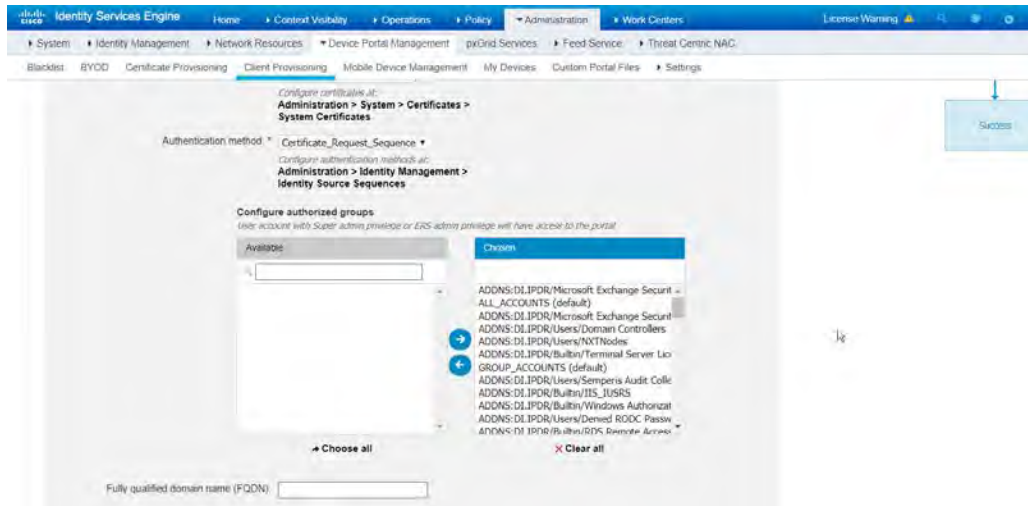 cisco Identity Services Engine Home Context Visibility Operations Policy Administration Work Centers License Warning
System Identity Management Network Resources Device Portal Management pxGrid Services Feed Service Threat Centric NAC
Blacklist BYOD Certificate Provisioning Client Provisioning Mobile Device Management My Devices Custom Portal Files Settings
Configure certificates at:
Administration > System > Certificates >
System Certificates
Success
Authentication method * Certificate_Request_Sequence
Configure authentication methods at:
Administration > Identity Management >
Identity Source Sequences
Configure authorized groups
User account with Super admin privilege or ERS admin privilege will have access to the portal
Available Chosen
ADDNS:DI.IPDR/Microsoft Exchange Securit
ALL_ACCOUNTS (default)
ADDNS:DI.IPDR/Microsoft Exchange Securit
ADDNS:DI.IPDR/Users/Domain Controllers
ADDNS:DI.IPDR/Users/NXTNodes
ADDNS:DI.IPDR/Builtin/Terminal Server Lic
GROUP_ACCOUNTS (default)
ADDNS:DI.IPDR/Users/Semperis Audit Colle
ADDNS:DI.IPDR/Builtin/IIS_IUSRS
ADDNS:DI.IPDR/Builtin/Windows Authorizat
ADDNS:DI.IPDR/Users/Denied RODC Passw
ADDNS:DI.IPDR/Builtin/RDS Remote Access
Choose all Clear all
Fully qualified domain name (FQDN)